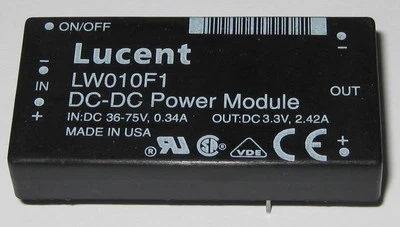 ON/OFF
Lucent
LW010F1
DC-DC Power Module
IN:DC 36-75V, 0.34A OUT:DC 3.3V, 2.42A
MADE IN USA
- IN +
- OUT +
VDE CE